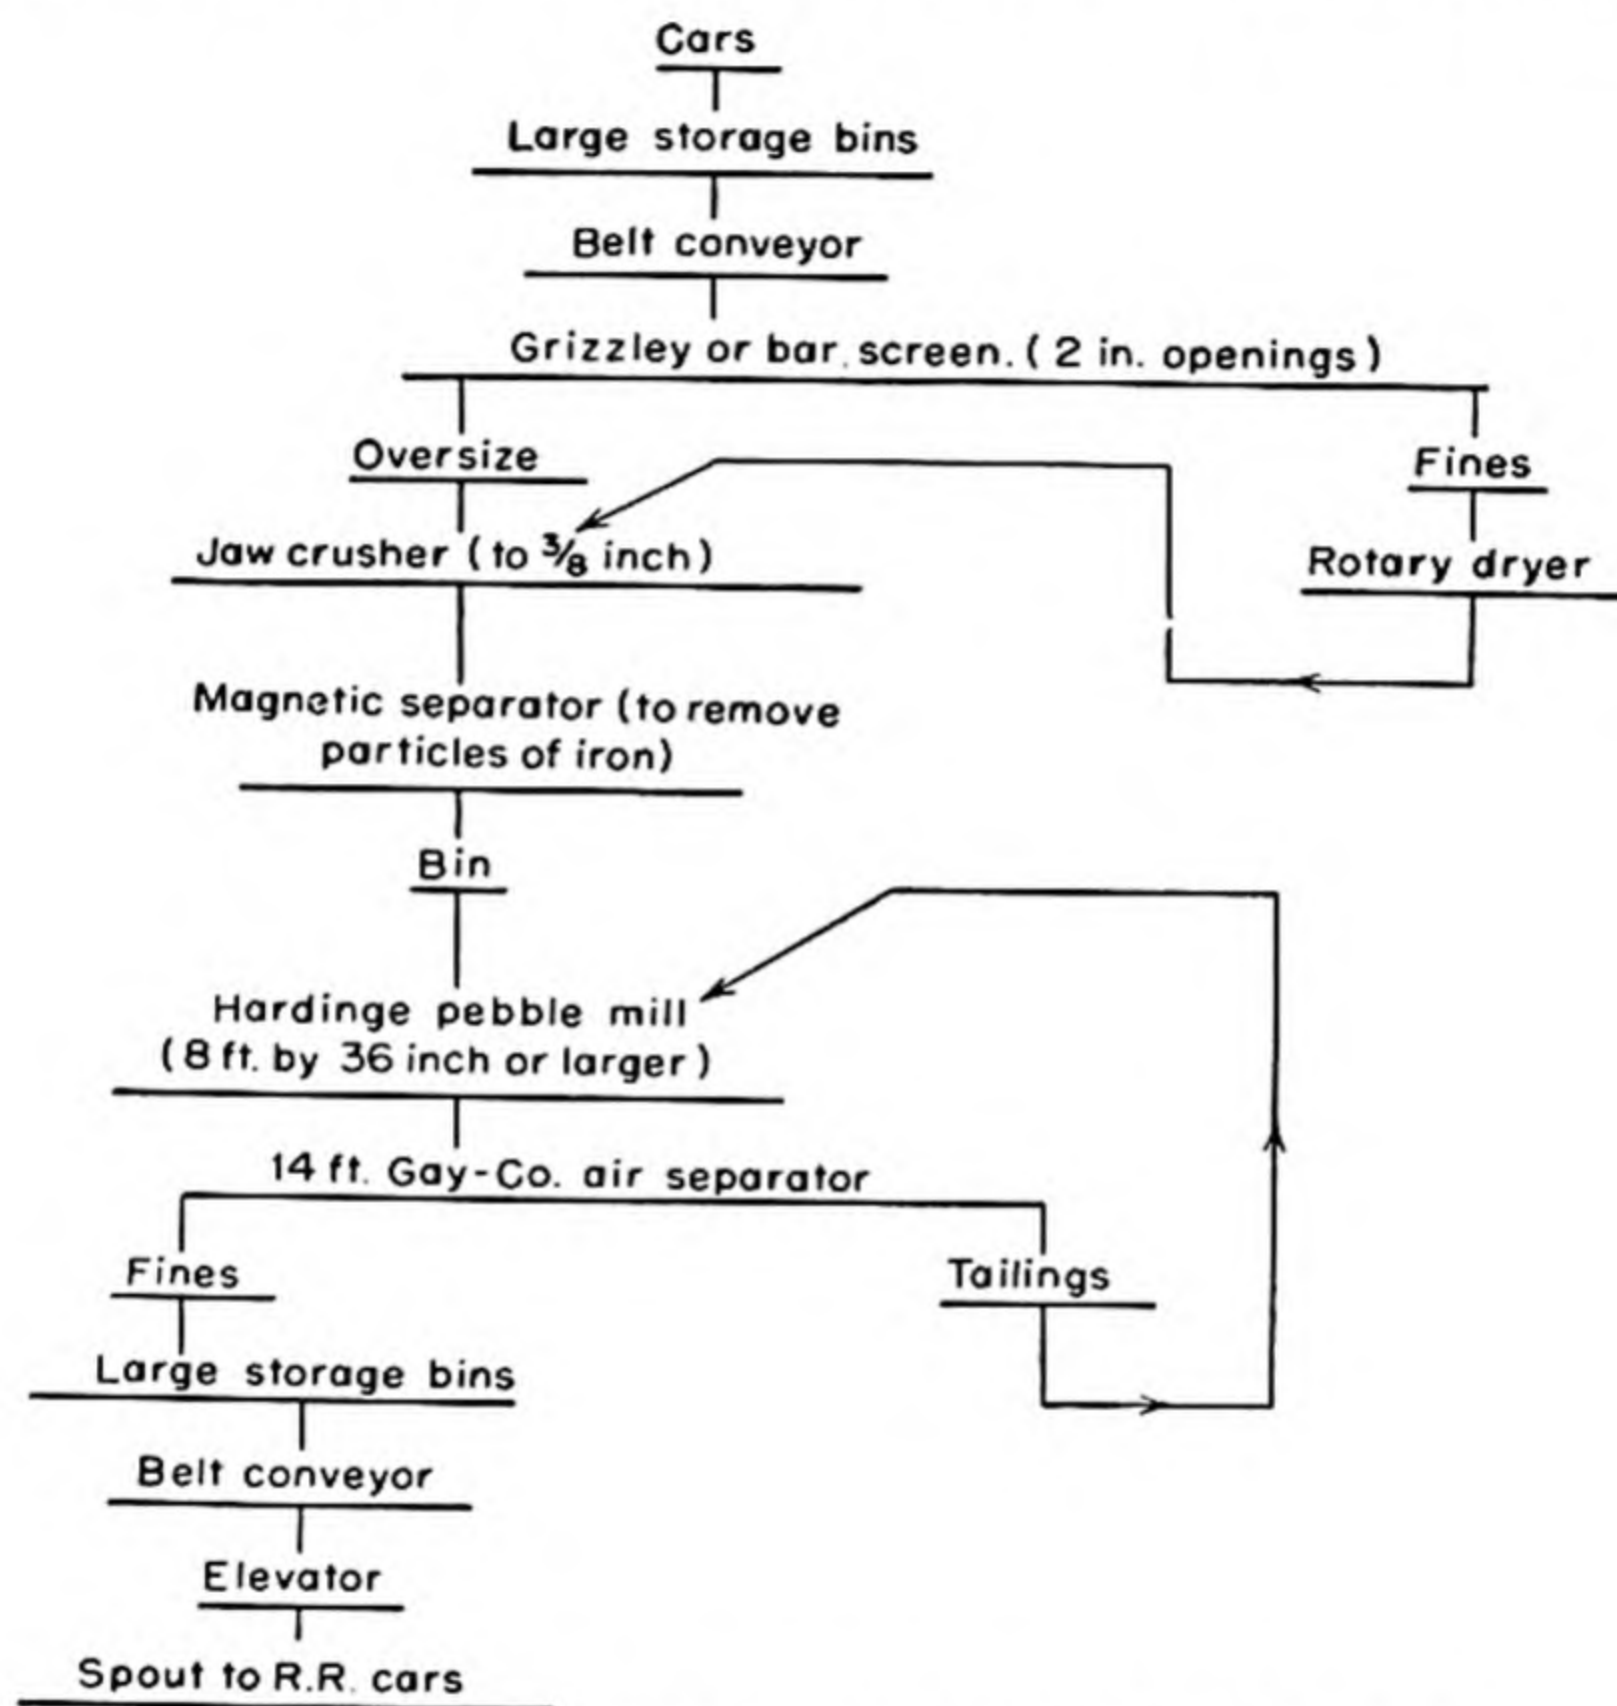 Cars
Large storage bins
Belt conveyor
Grizzley or bar screen. (2 in. openings)
Oversize
Fines
Jaw crusher (to 3/8 inch)
Rotary dryer
Magnetic separator (to remove
particles of iron)
Bin
Hardinge pebble mill
(8 ft. by 36 inch or larger)
14 ft. Gay-Co. air separator
Fines
Tailings
Large storage bins
Belt conveyor
Elevator
Spout to R.R. cars